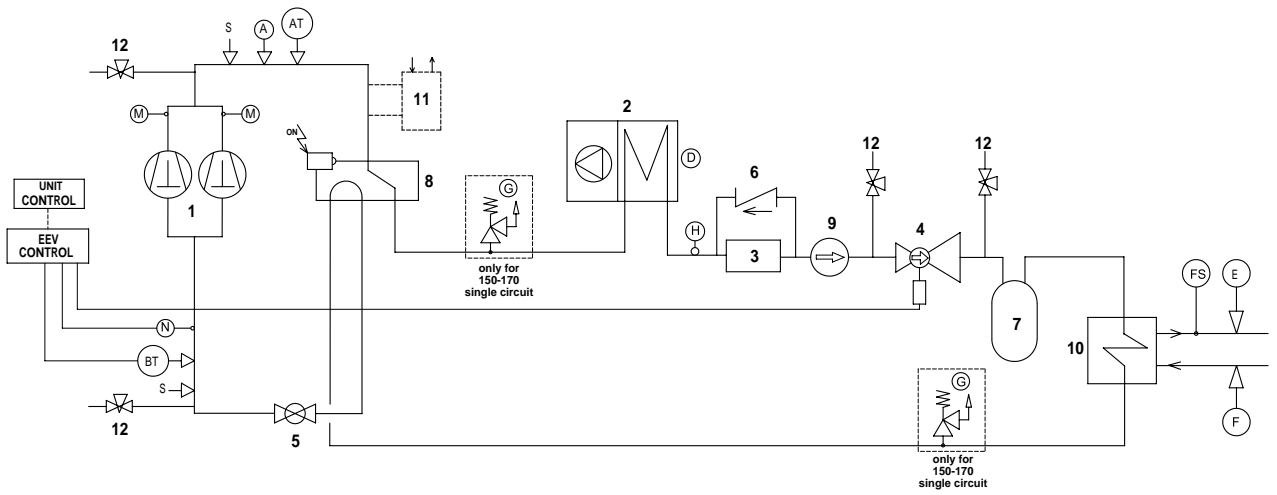 S
A
AT
12
11
M
M
2
ON
D
12
12
8
6
UNIT
CONTROL
1
G
H
9
4
EEV
CONTROL
3
only for
150-170
single circuit
FS
E
7
N
10
BT
S
G
12
5
F
only for
150-170
single circuit